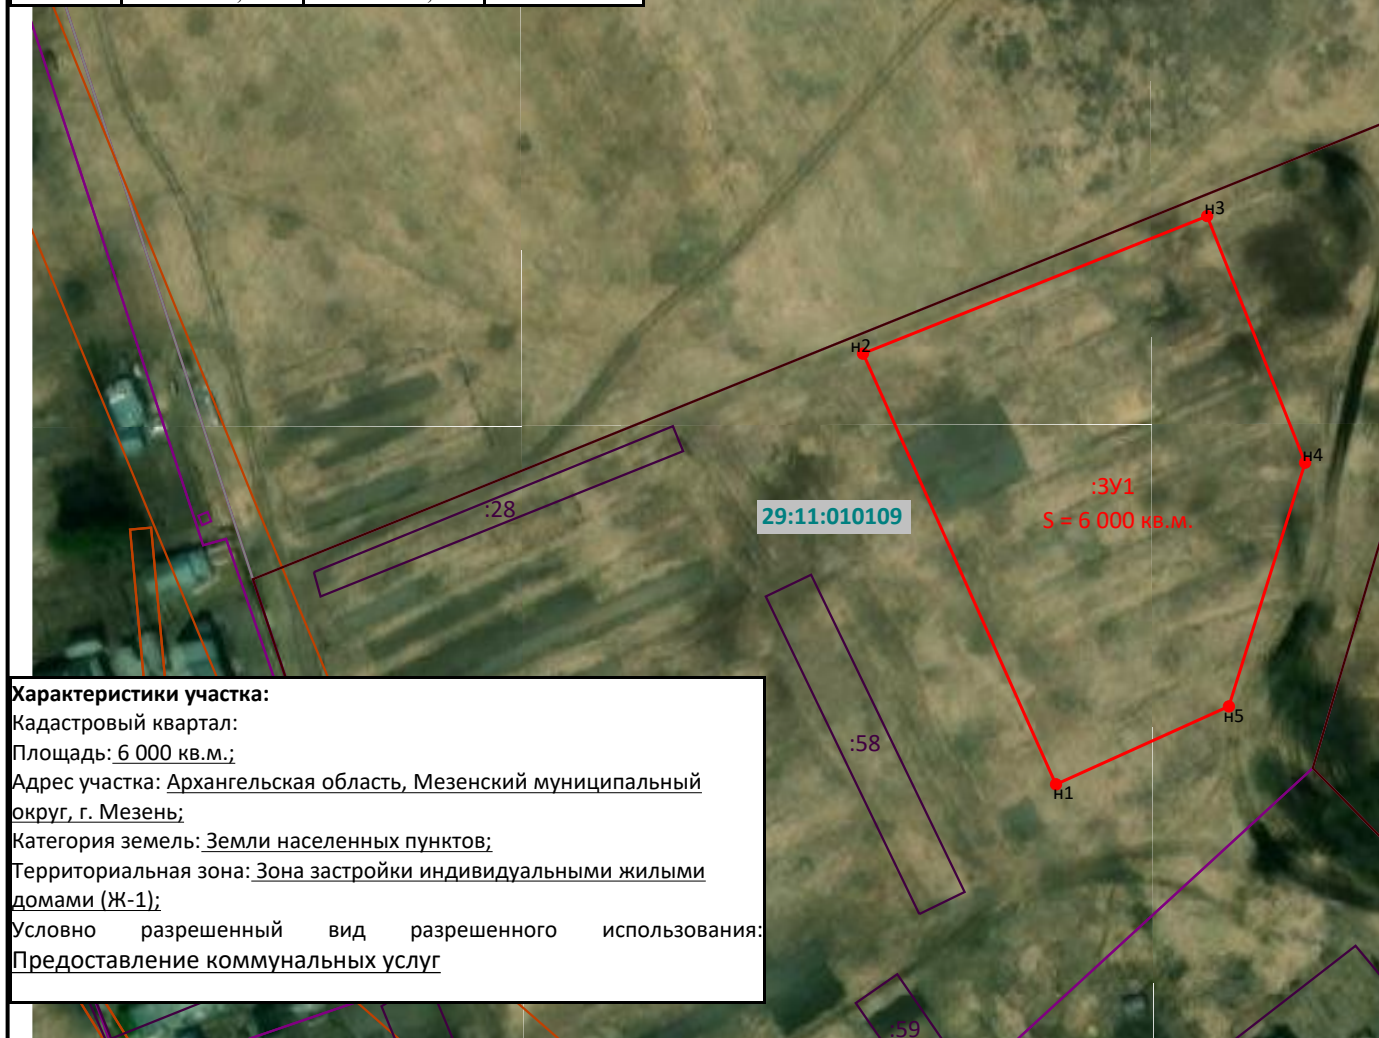 н3
н2
н4
:ЗУ1
S = 6 000 кв.м.
:28
29:11:010109
:58
н5
н1
:59
Характеристики участка:
Кадастровый квартал:
Площадь: 6 000 кв.м.;
Адрес участка: Архангельская область, Мезенский муниципальный
округ, г. Мезень;
Категория земель: Земли населенных пунктов;
Территориальная зона: Зона застройки индивидуальными жилыми
домами (Ж-1);
Условно разрешенный вид разрешенного использования:
Предоставление коммунальных услуг